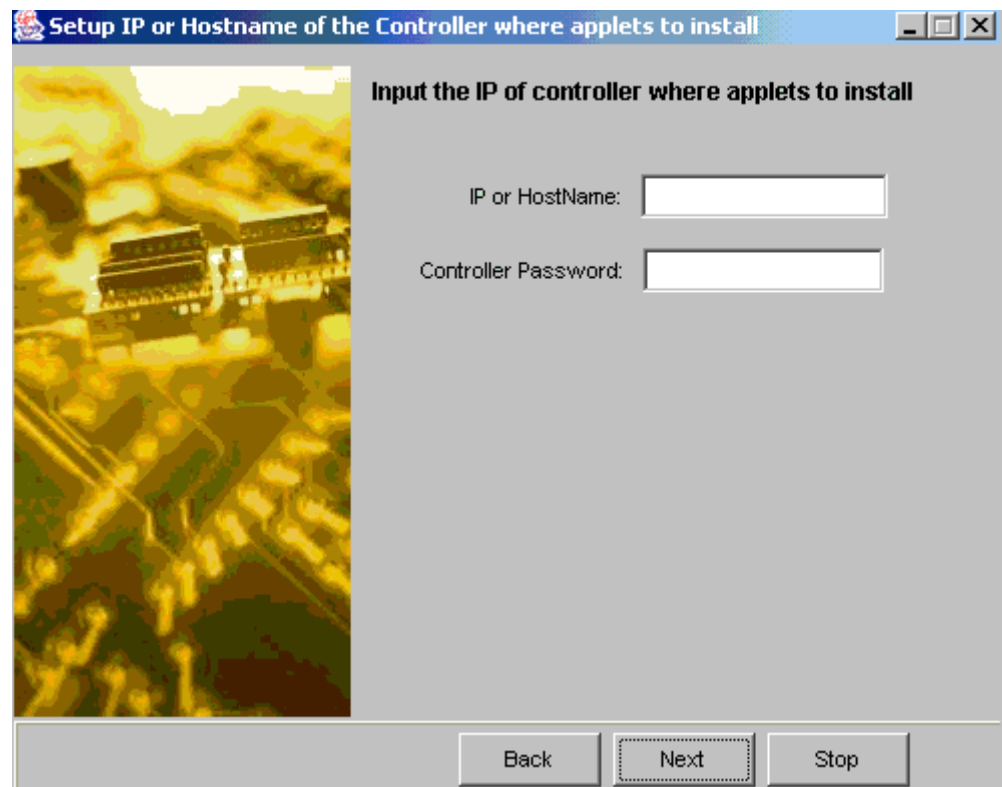 Setup IP or Hostname of the Controller where applets to install
Input the IP of controller where applets to install
IP or HostName:
Controller Password:
Back
Next
Stop